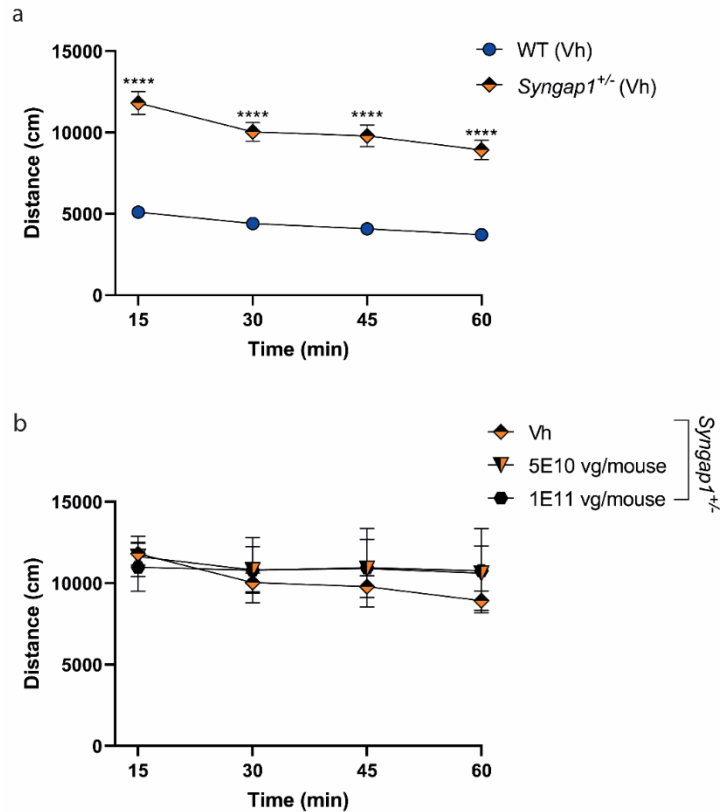 a
15000
10000
5000
0
Distance (cm)
****
****
****
****
15
30
45
60
Time (min)
WT (Vh)
Syngap1+/- (Vh)
b
15000
10000
5000
0
Distance (cm)
15
30
45
60
Time (min)
Vh
5E10 vg/mouse
1E11 vg/mouse
Syngap1+/-